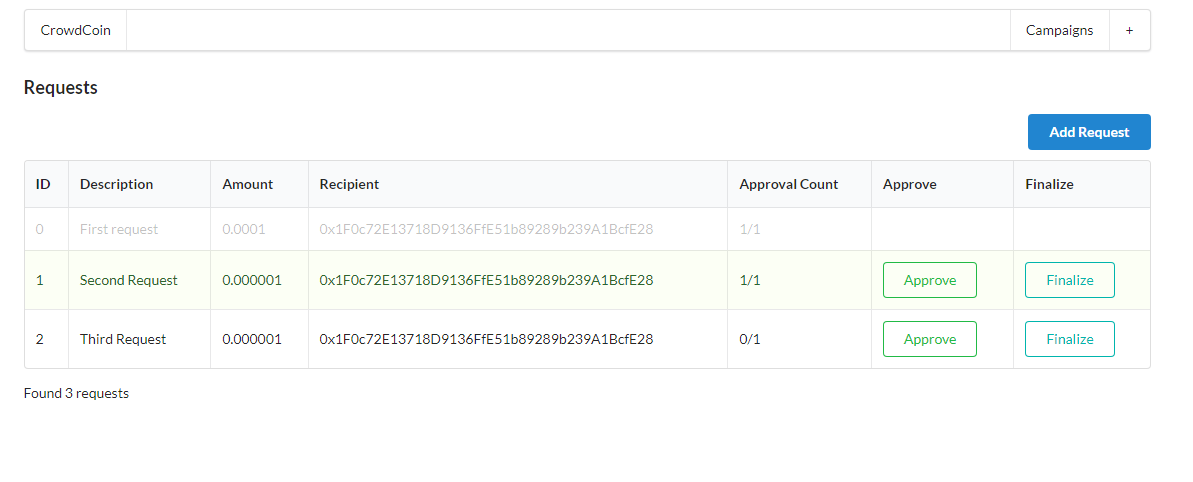 CrowdCoin Campaigns +
Requests
Add Request
ID Description Amount Recipient Approval Count Approve Finalize
0 First request 0.0001 0x1F0c72E13718D9136FfE51b89289b239A1BcfE28 1/1
1 Second Request 0.000001 0x1F0c72E13718D9136FfE51b89289b239A1BcfE28 1/1 Approve Finalize
2 Third Request 0.000001 0x1F0c72E13718D9136FfE51b89289b239A1BcfE28 0/1 Approve Finalize
Found 3 requests